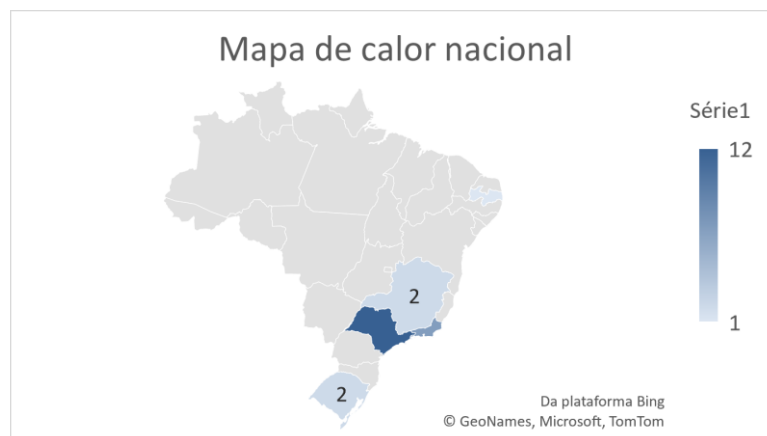 Mapa de calor nacional
Série1
12
1
2
2
Da plataforma Bing
© GeoNames, Microsoft, TomTom